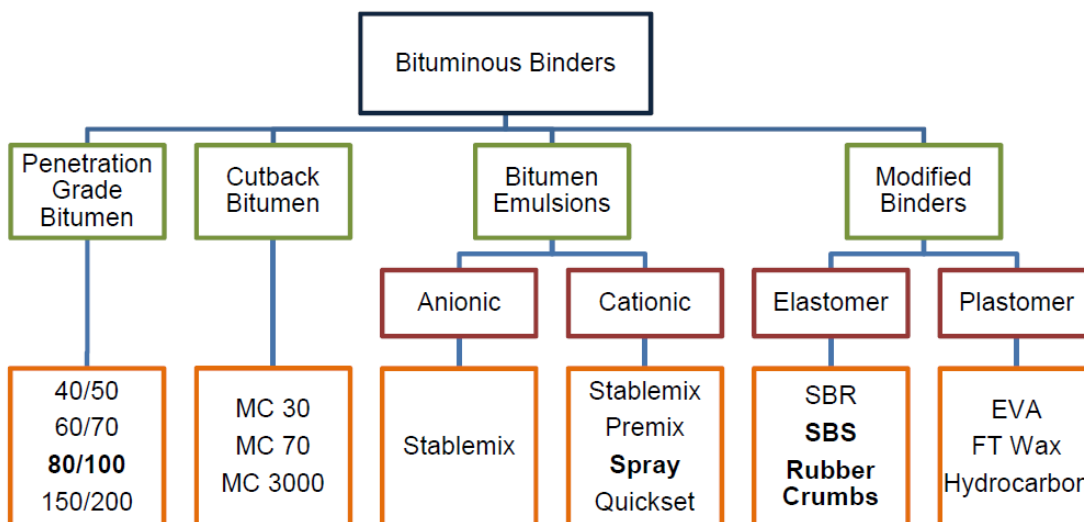 Bituminous Binders
Penetration
Grade
Bitumen
Cutback
Bitumen
Bitumen
Emulsions
Modified
Binders
Anionic
Cationic
Elastomer
Plastomer
40/50
60/70
80/100
150/200
MC 30
MC 70
MC 3000
Stablemix
Stablemix
Premix
Spray
Quickset
SBR
SBS
Rubber
Crumbs
EVA
FT Wax
Hydrocarbon